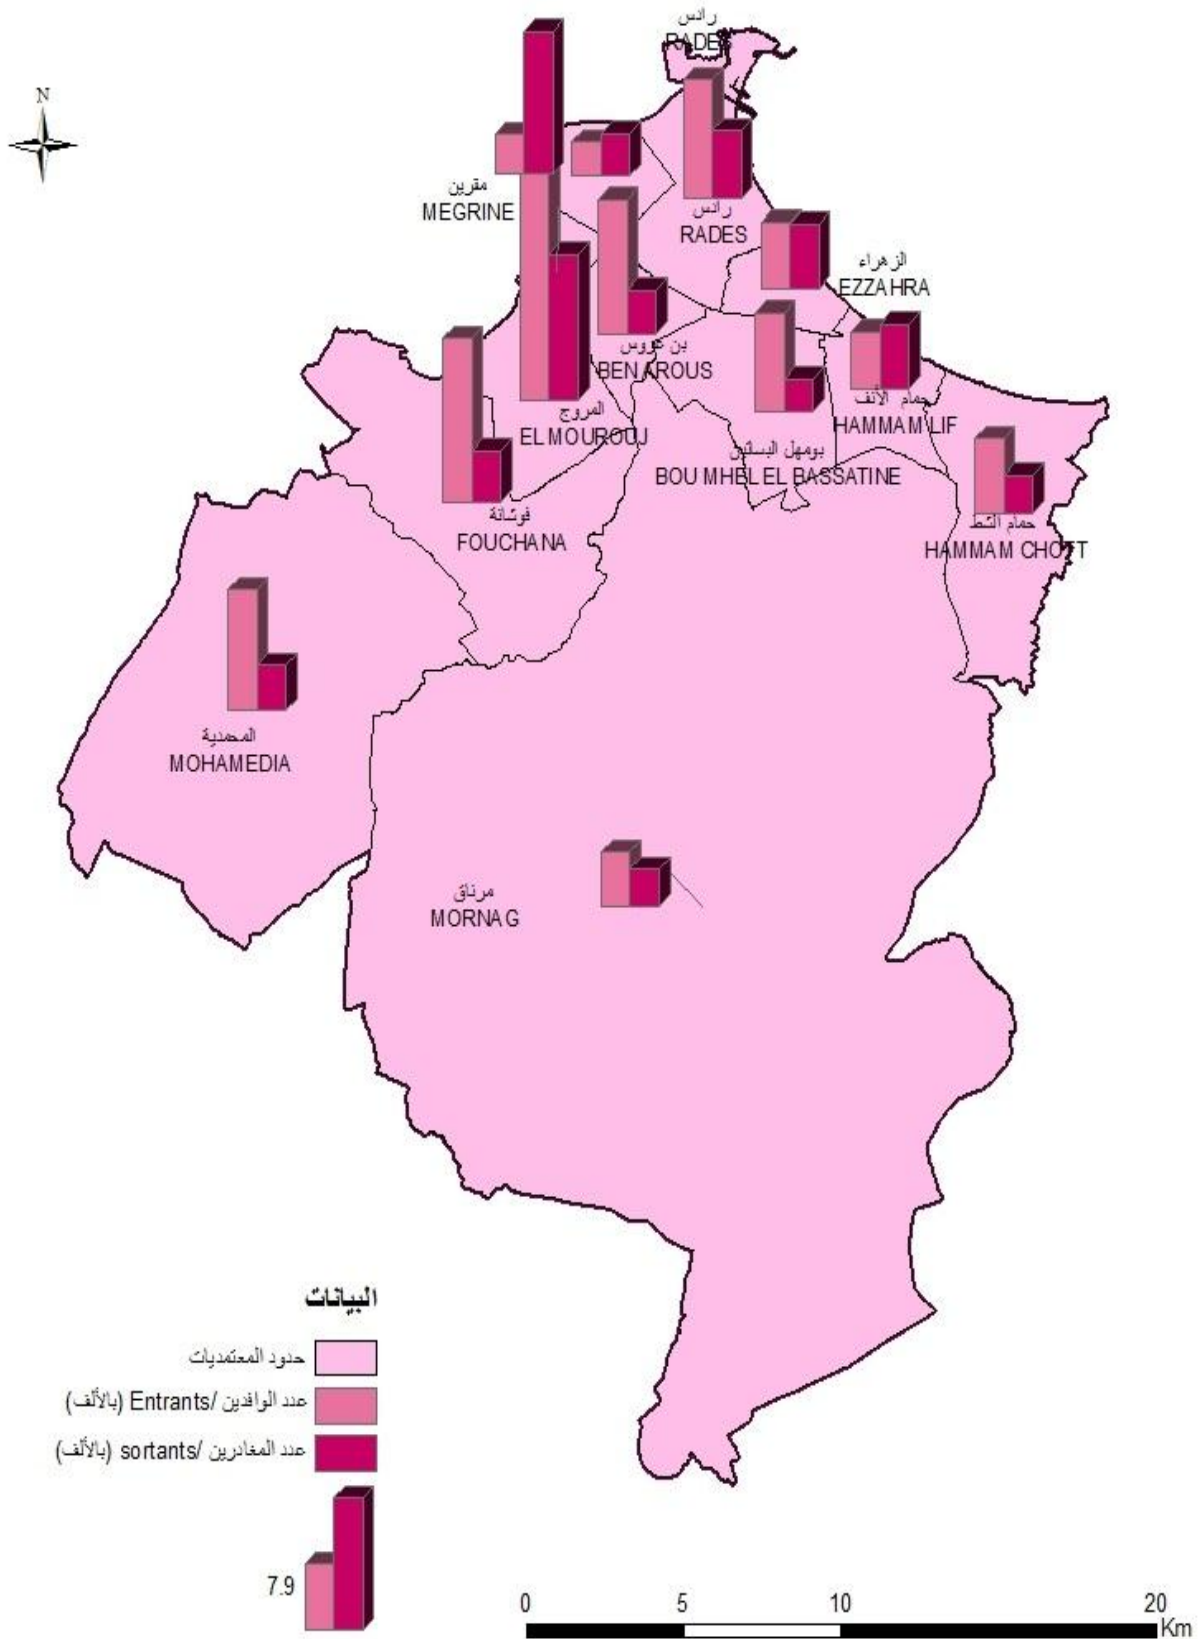 رادس
RADES
N
مقرين
MEGRINE
رادس
RADES
الزهراء
EZZAHRA
بن عروس
BEN AROUS
حمام الأنف
HAMMAM LIF
المروج
EL MOUROUJ
بومهل البساتين
BOU MHEL EL BASSATINE
فوشانة
FOUCHANA
حمام الشط
HAMMAM CHOTT
المحمدية
MOHAMEDIA
مرناق
MORNAG
البيانات
حدود المعتمديات
عدد الوافدين /Entrants (بالألف)
عدد المغادرين /sortants (بالألف)
7.9
0 5 10 20
Km